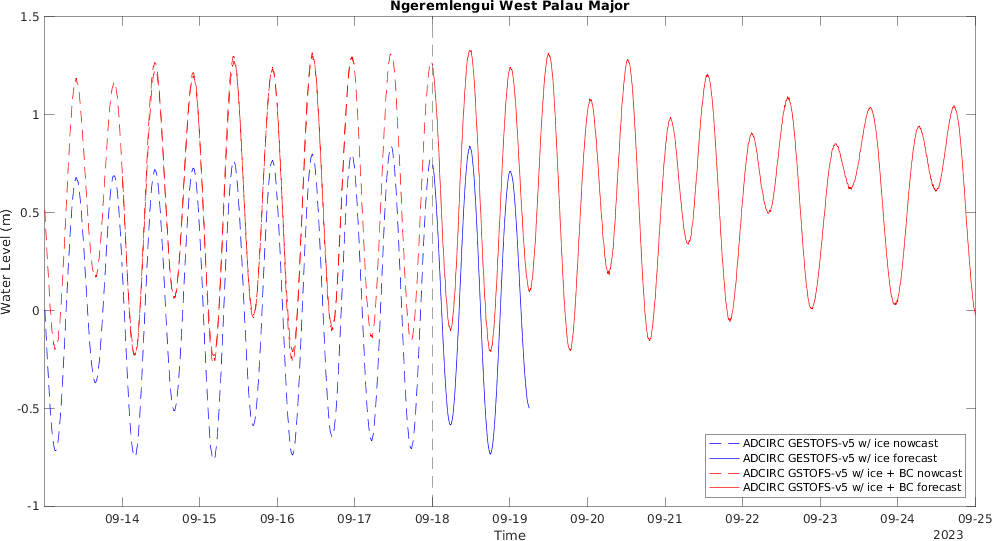 Ngeremlengui West Palau Major
1.5
1
0.5
0
-0.5
-1
Water Level (m)
09-14
09-15
09-16
09-17
09-18
09-19
09-20
09-21
09-22
09-23
09-24
09-25
Time
2023
ADCIRC GESTOFS-v5 w/ ice nowcast
ADCIRC GESTOFS-v5 w/ ice forecast
ADCIRC GSTOFS-v5 w/ ice + BC nowcast
ADCIRC GSTOFS-v5 w/ ice + BC forecast